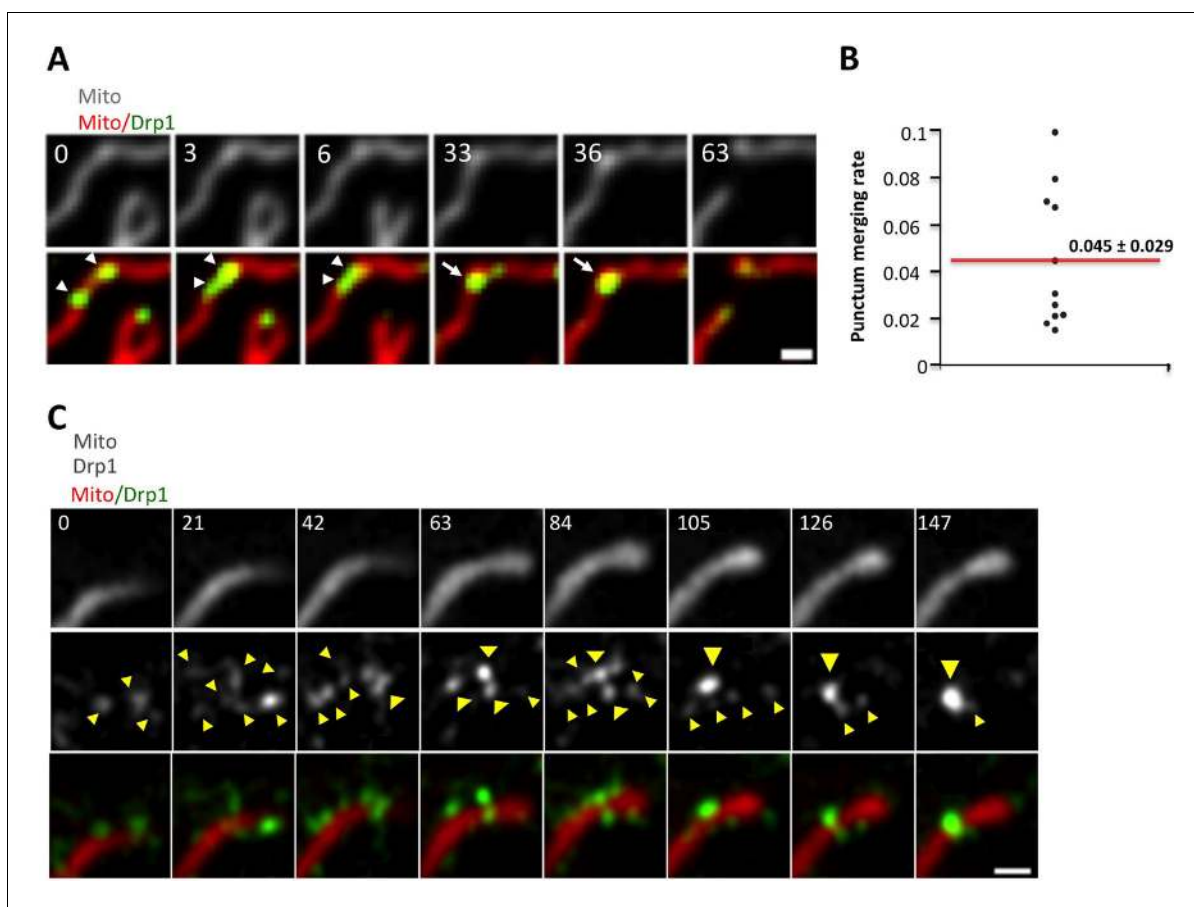 A
Mito
Mito/Drp1
0 3 6 33 36 63
B
Punctum merging rate
0.1
0.08
0.06
0.04
0.02
0
0.045 ± 0.029
C
Mito
Drp1
Mito/Drp1
0 21 42 63 84 105 126 147